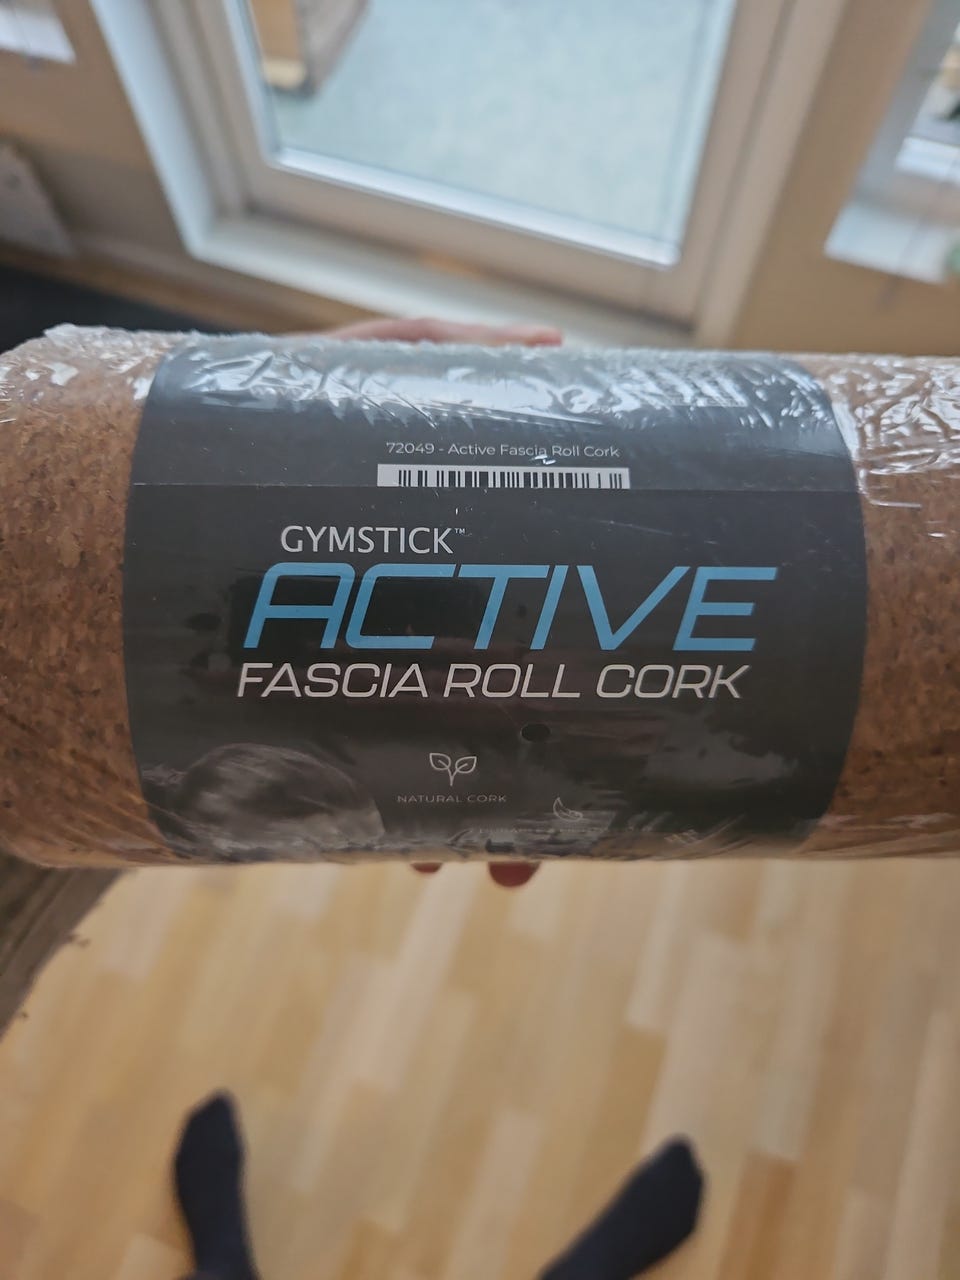 72049 - Active Fascia Roll Cork
GYMSTICK™
ACTIVE
FASCIA ROLL CORK
NATURAL CORK